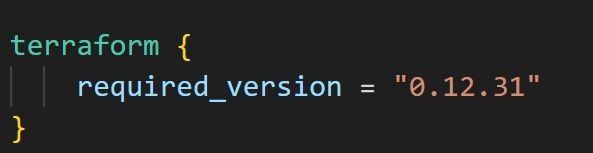 terraform {
    required_version = "0.12.31"
}